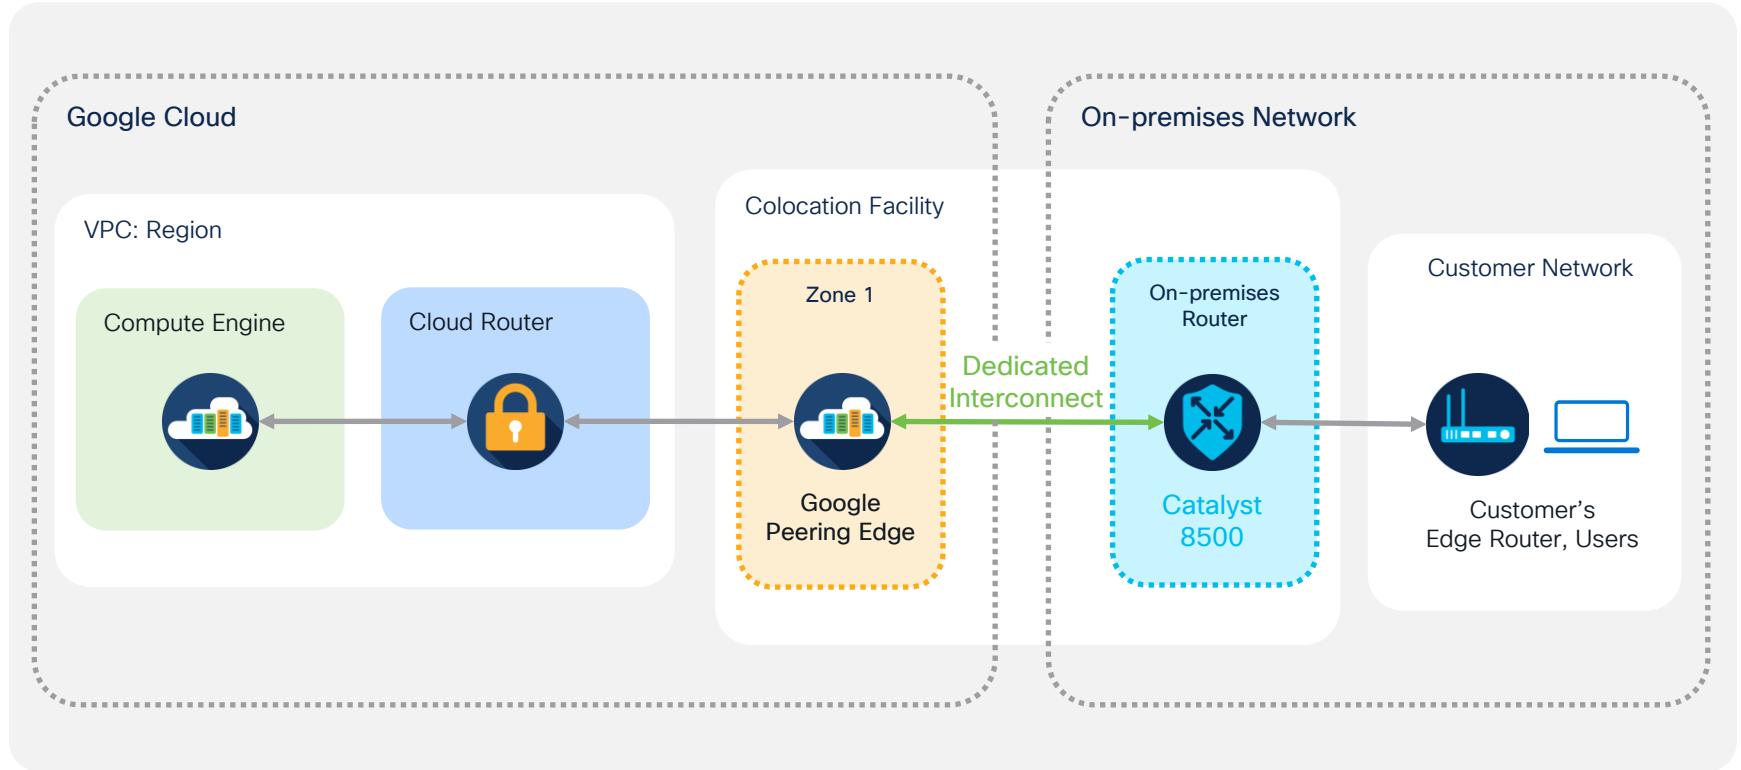 Google Cloud
On-premises Network
VPC: Region
Compute Engine
Cloud Router
Colocation Facility
Zone 1
Google
Peering Edge
Dedicated
Interconnect
On-premises
Router
Catalyst
8500
Customer Network
Customer’s
Edge Router, Users